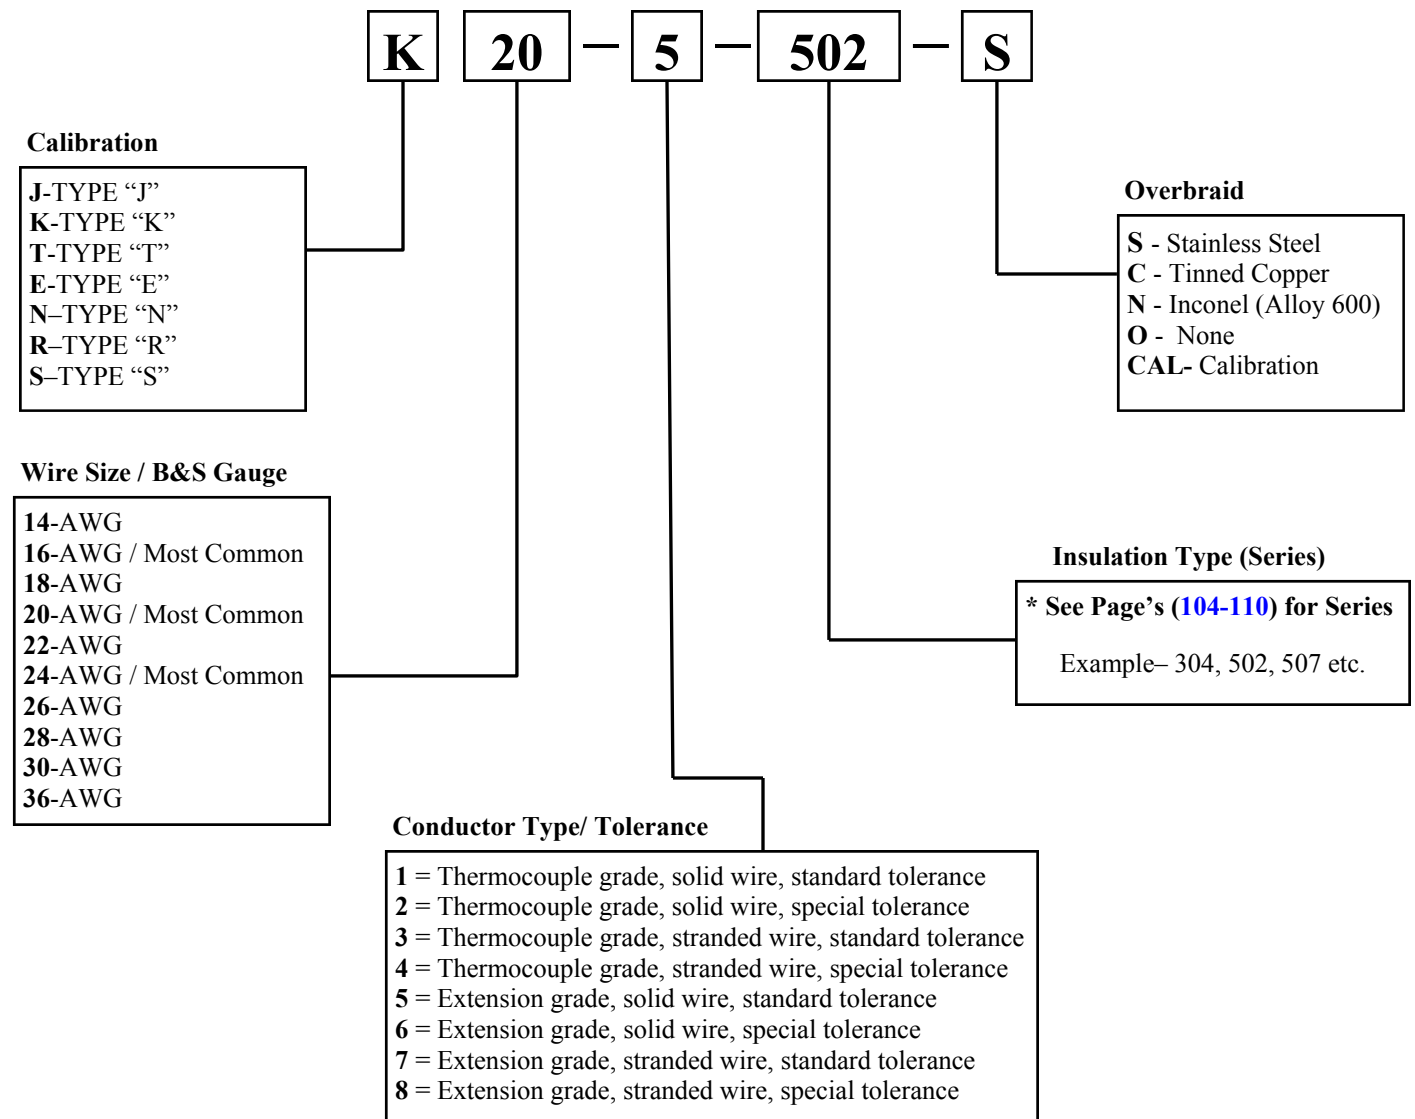 K 20 – 5 – 502 – S
Calibration
J-TYPE “J”
K-TYPE “K”
T-TYPE “T”
E-TYPE “E”
N–TYPE “N”
R–TYPE “R”
S–TYPE “S”
Overbraid
S - Stainless Steel
C - Tinned Copper
N - Inconel (Alloy 600)
O - None
CAL- Calibration
Wire Size / B&S Gauge
14-AWG
16-AWG / Most Common
18-AWG
20-AWG / Most Common
22-AWG
24-AWG / Most Common
26-AWG
28-AWG
30-AWG
36-AWG
Insulation Type (Series)
* See Page’s (104-110) for Series
Example– 304, 502, 507 etc.
Conductor Type/ Tolerance
1 = Thermocouple grade, solid wire, standard tolerance
2 = Thermocouple grade, solid wire, special tolerance
3 = Thermocouple grade, stranded wire, standard tolerance
4 = Thermocouple grade, stranded wire, special tolerance
5 = Extension grade, solid wire, standard tolerance
6 = Extension grade, solid wire, special tolerance
7 = Extension grade, stranded wire, standard tolerance
8 = Extension grade, stranded wire, special tolerance